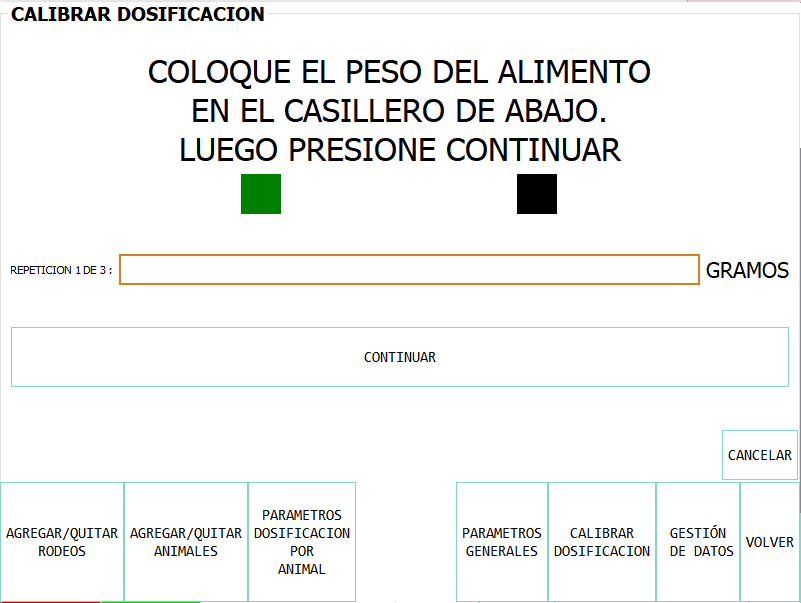 CALIBRAR DOSIFICACION
COLOQUE EL PESO DEL ALIMENTO
EN EL CASILLERO DE ABAJO.
LUEGO PRESIONE CONTINUAR
REPETICION 1 DE 3 :
GRAMOS
CONTINUAR
CANCELAR
AGREGAR/QUITAR
RODEOS
AGREGAR/QUITAR
ANIMALES
PARAMETROS
DOSIFICACION
POR
ANIMAL
PARAMETROS
GENERALES
CALIBRAR
DOSIFICACION
GESTIÓN
DE DATOS
VOLVER